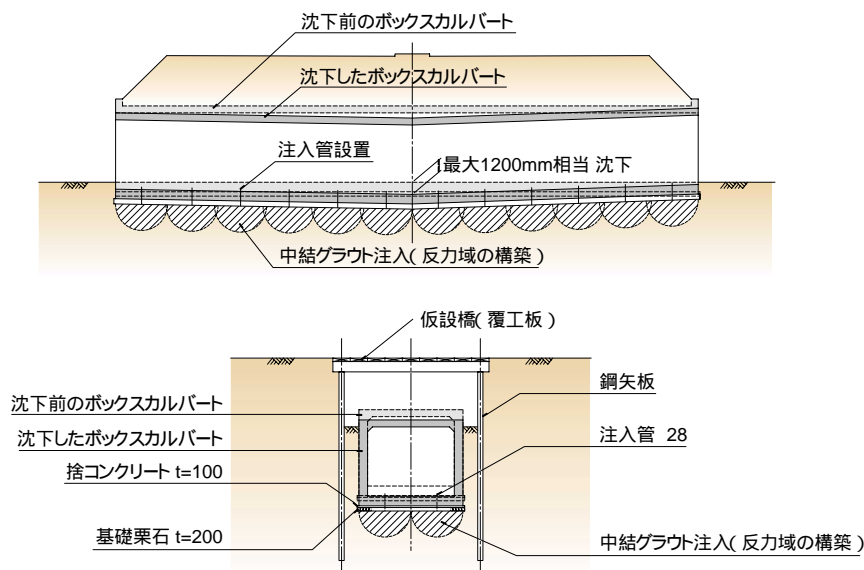 沈下前のボックスカルバート
沈下したボックスカルバート
注入管設置
最大1200mm相当 沈下
中結グラウト注入( 反力域の構築 )
仮設橋( 覆工板 )
鋼矢板
沈下前のボックスカルバート
沈下したボックスカルバート
注入管 28
捨コンクリート t=100
基礎栗石 t=200
中結グラウト注入( 反力域の構築 )